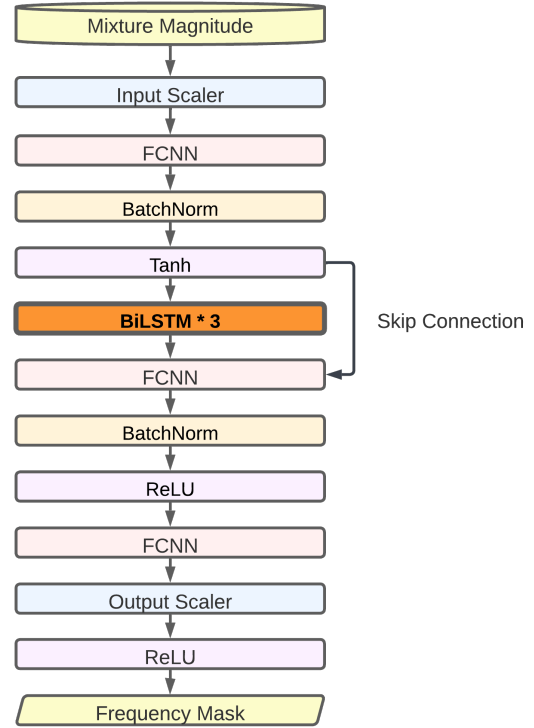 Mixture Magnitude
Input Scaler
FCNN
BatchNorm
Tanh
BiLSTM * 3
Skip Connection
FCNN
BatchNorm
ReLU
FCNN
Output Scaler
ReLU
Frequency Mask